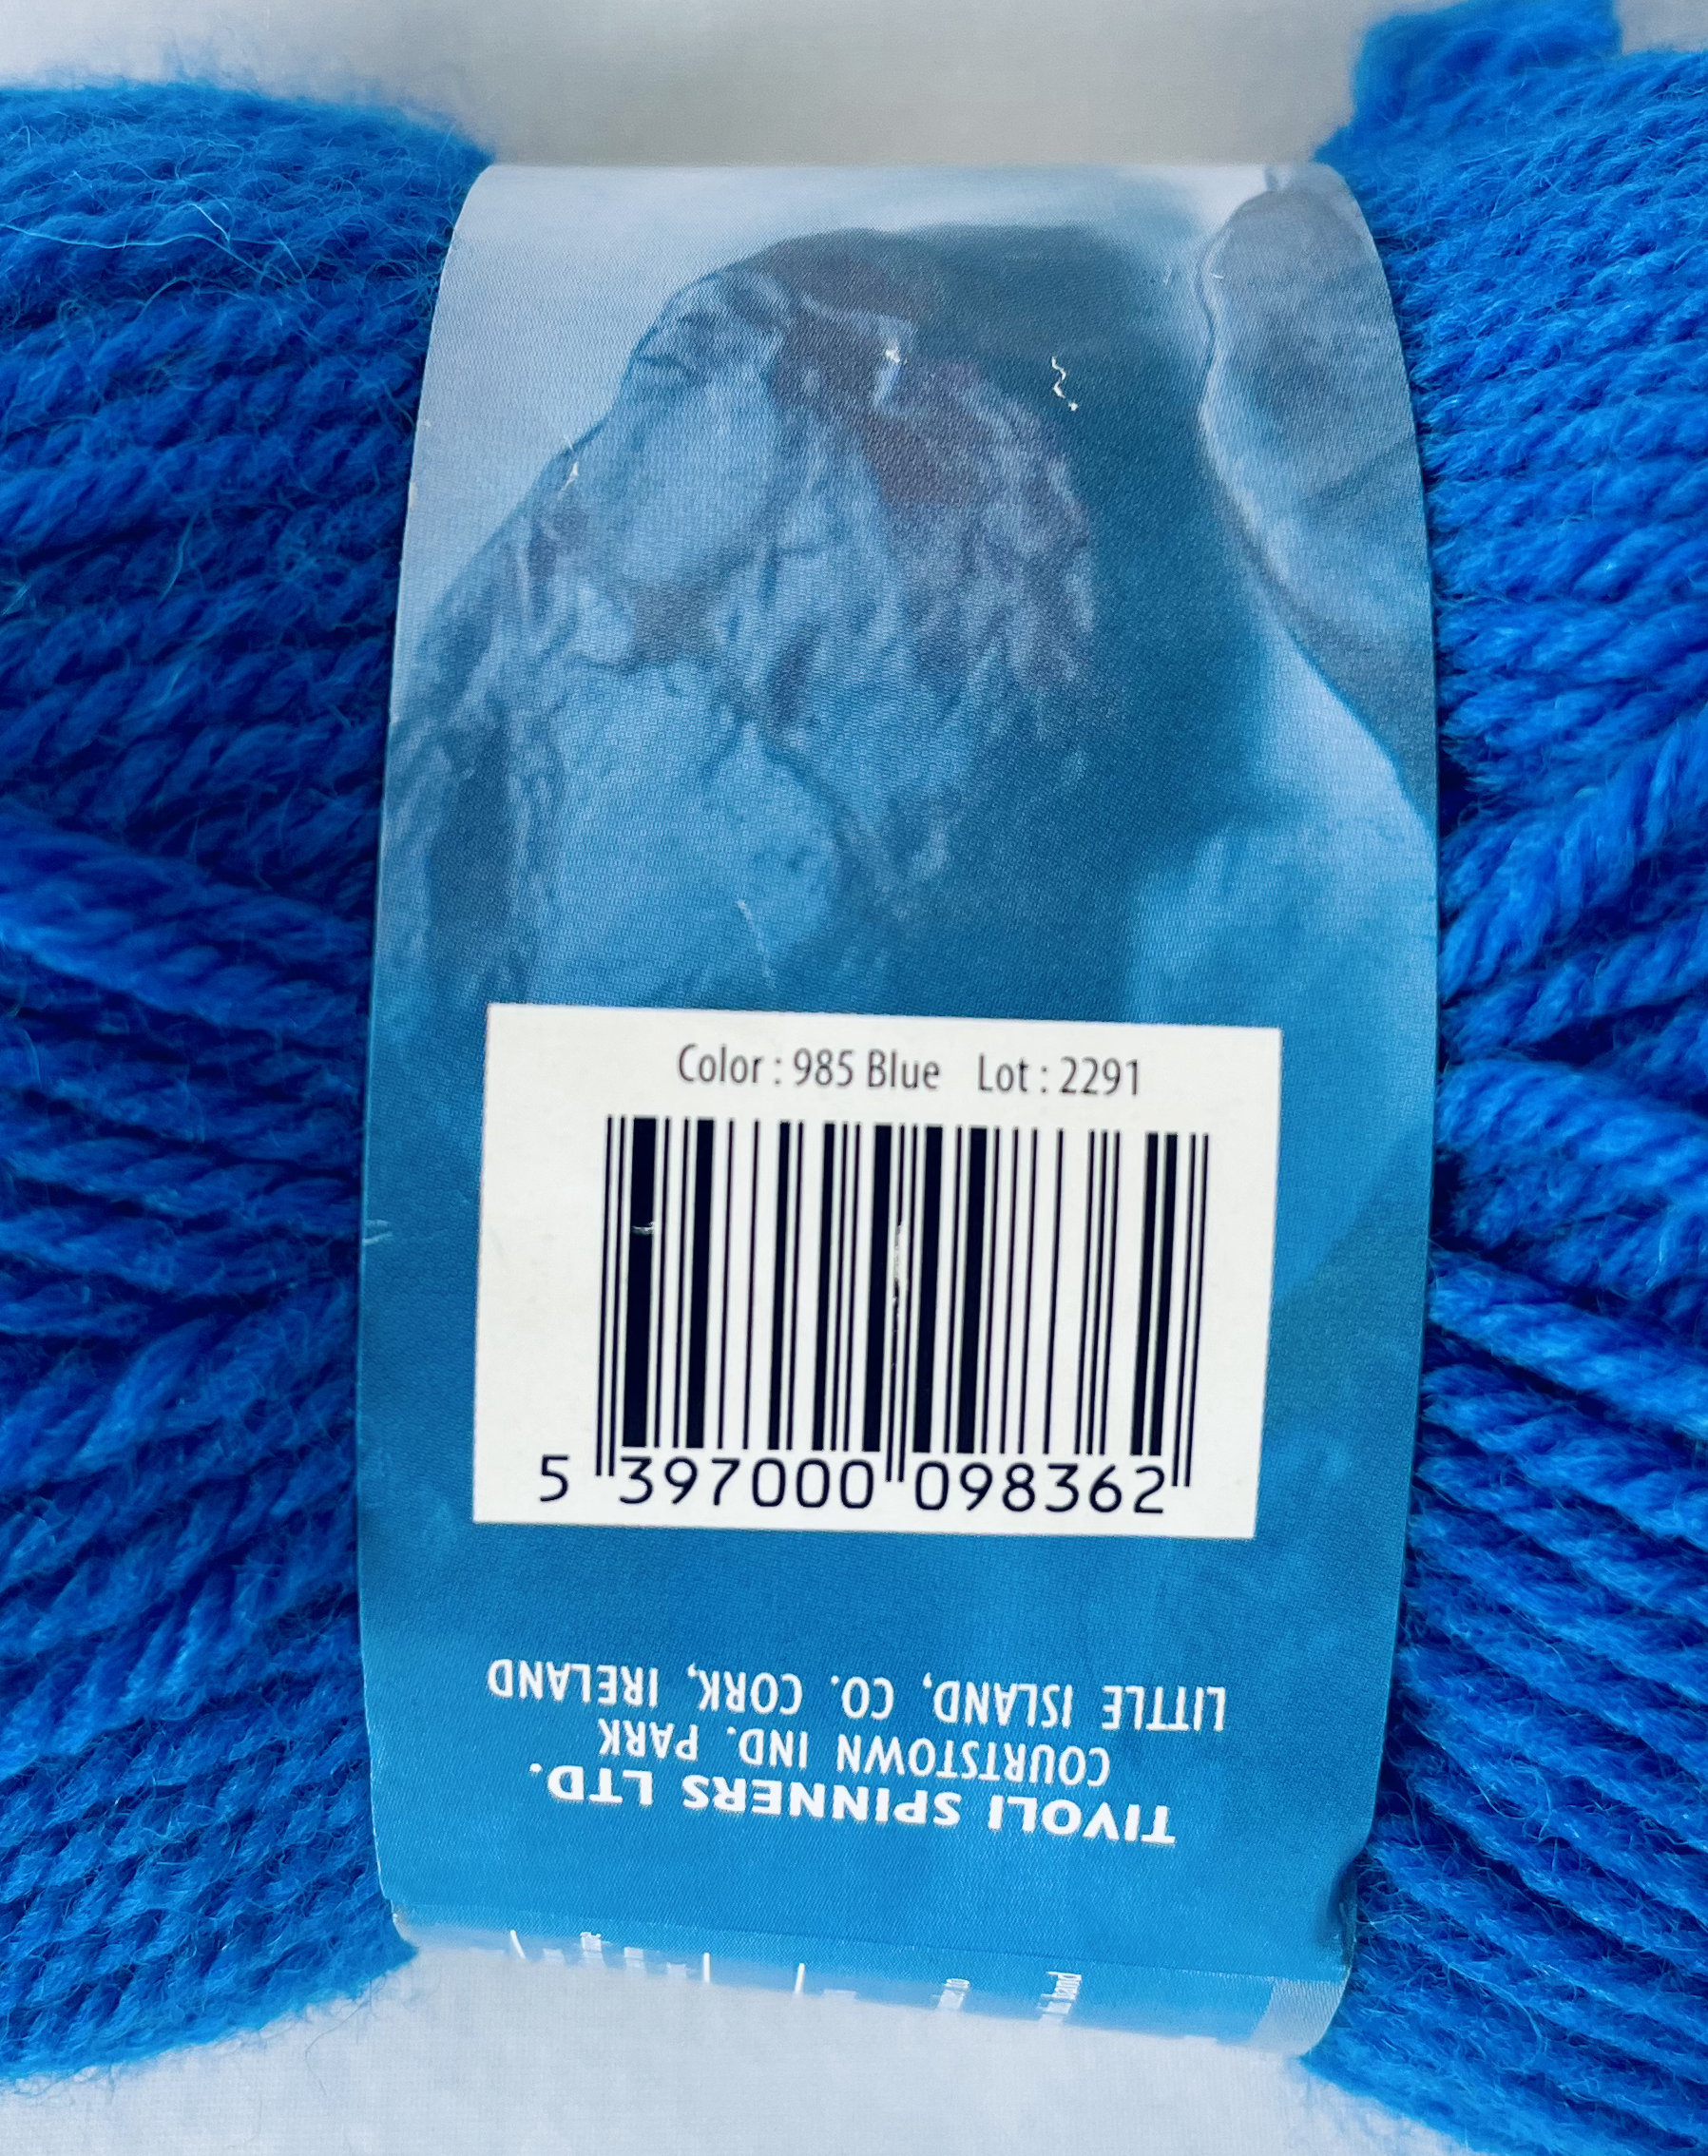 Color : 985 Blue Lot : 2291
5 397000 098362
TIVOLI SPINNERS LTD.
COURTSTOWN IND. PARK
LITTLE ISLAND, CO. CORK, IRELAND